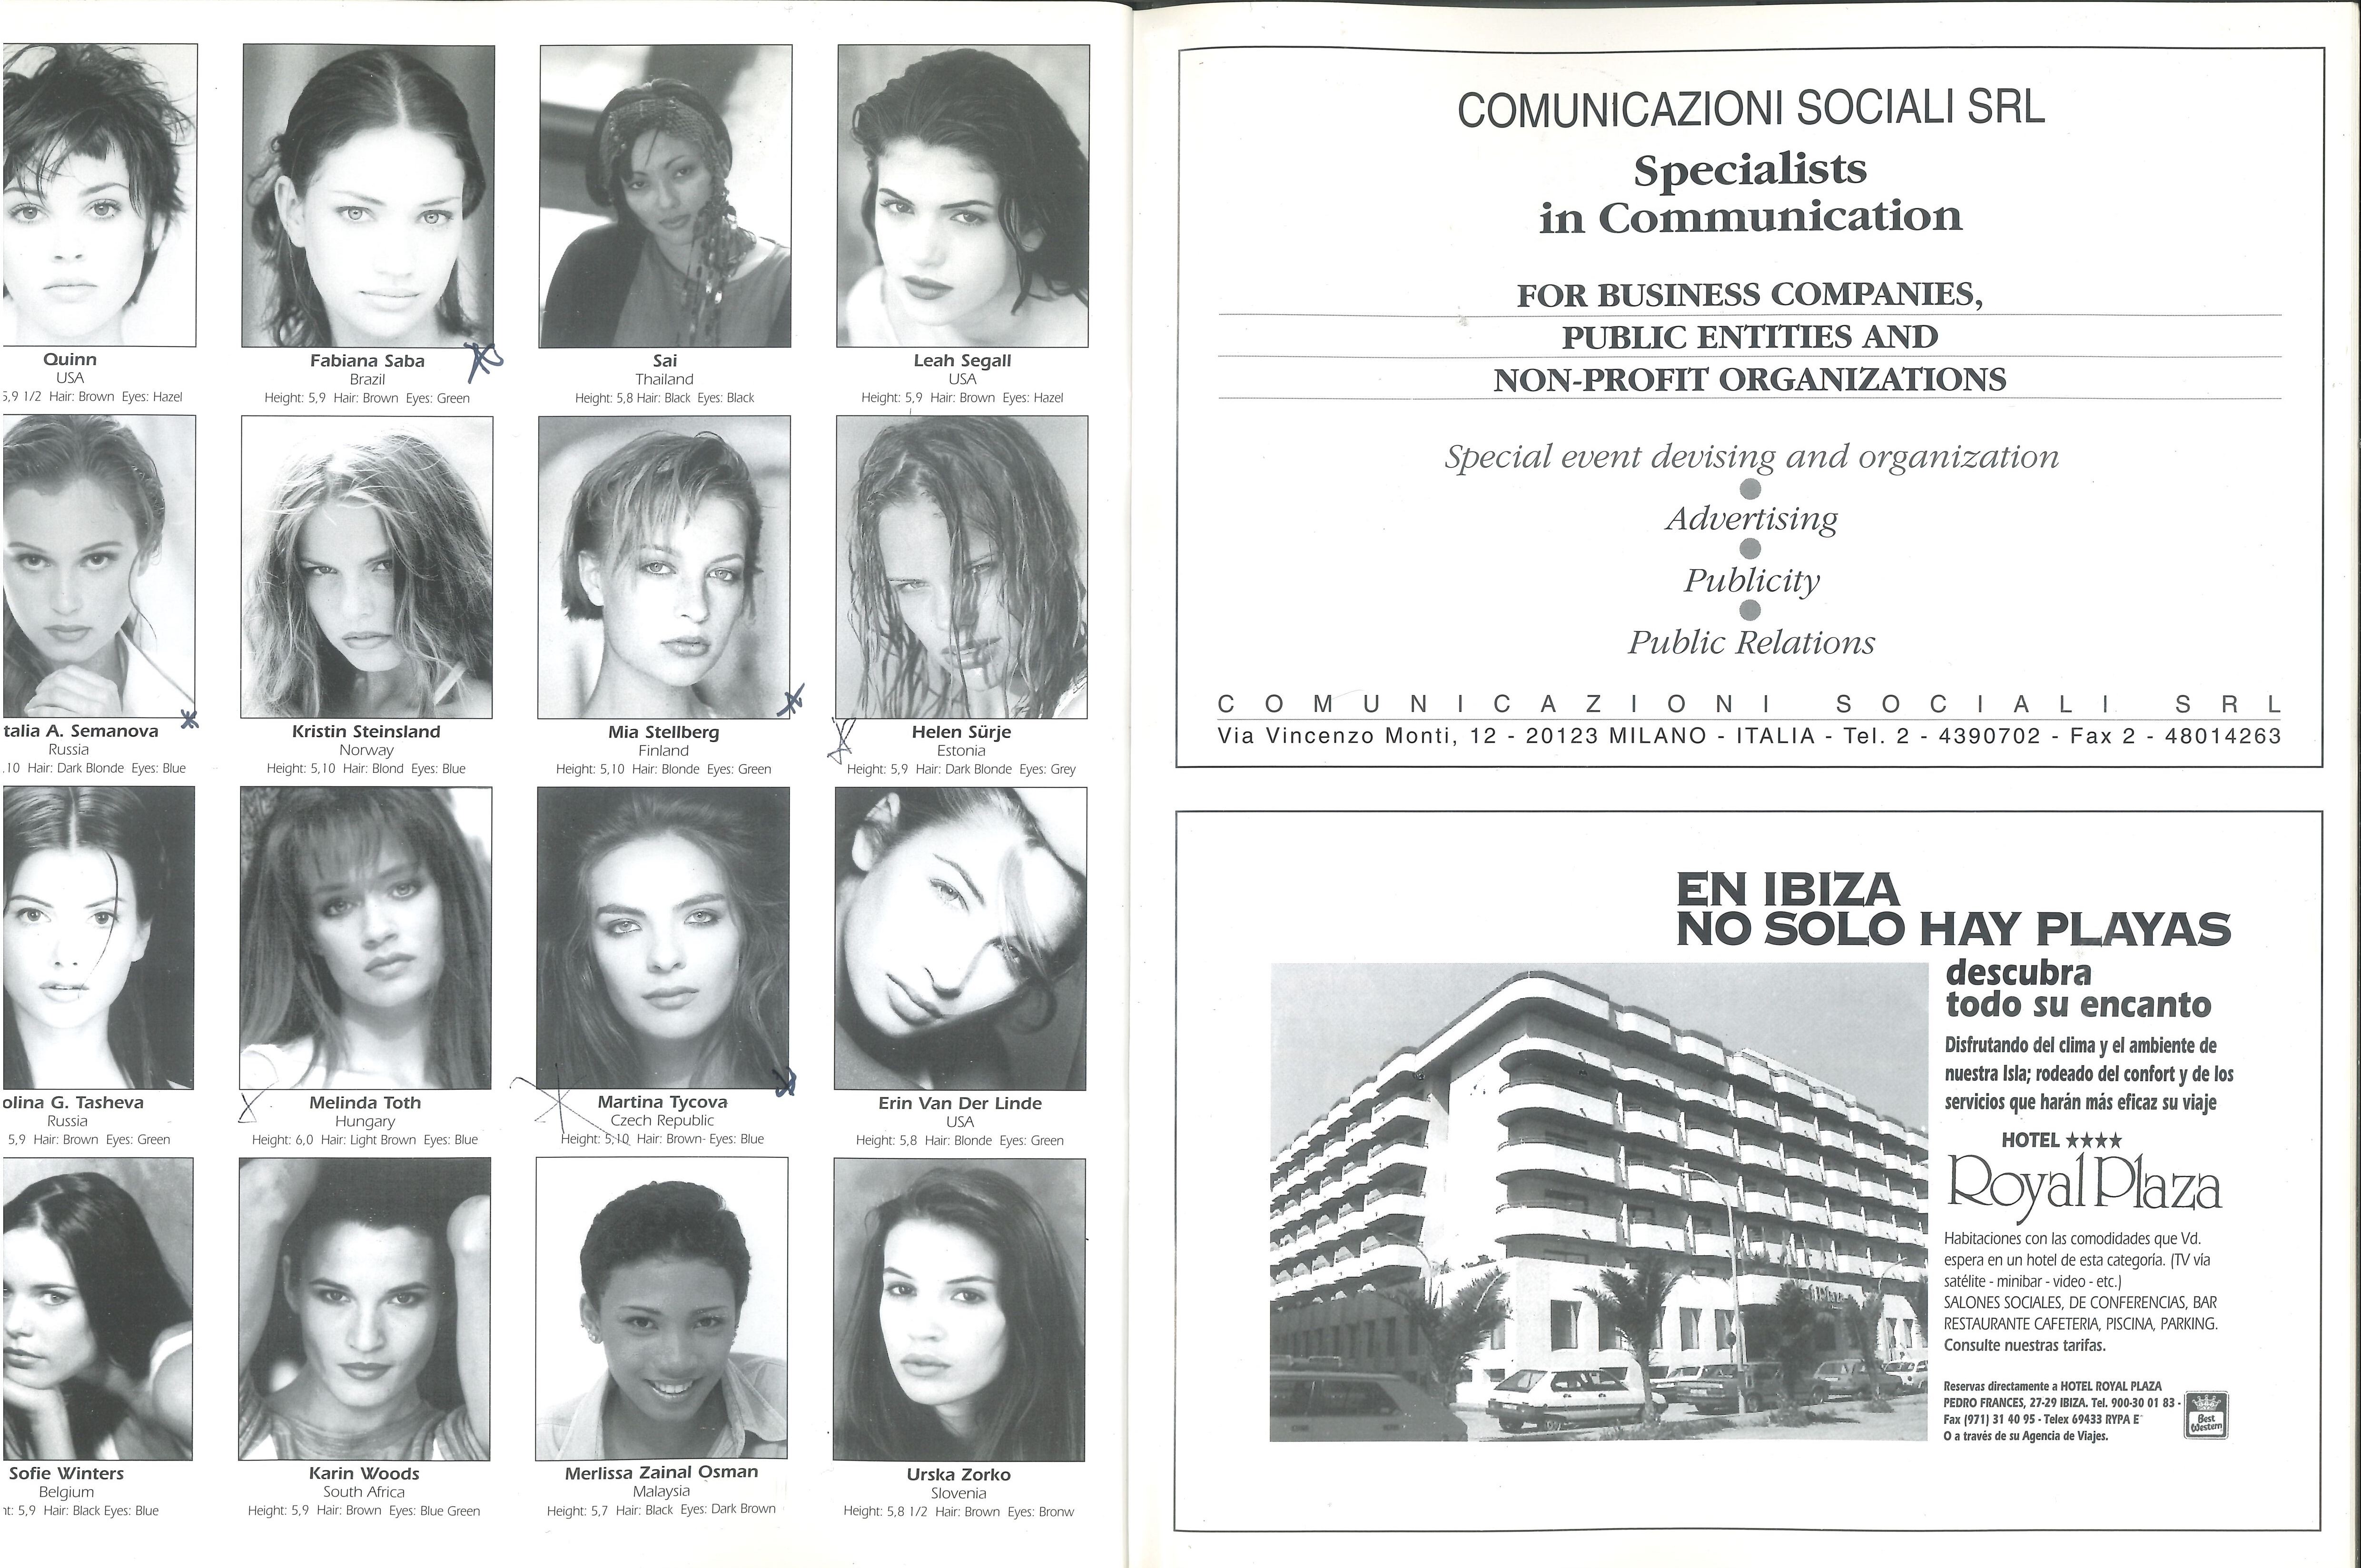 Quinn
USA
5,9 1/2 Hair: Brown Eyes: Hazel
Fabiana Saba
Brazil
Height: 5,9 Hair: Brown Eyes: Green
Sai
Thailand
Height: 5,8 Hair: Black Eyes: Black
Leah Segall
USA
Height: 5,9 Hair: Brown Eyes: Hazel
talia A. Semanova
Russia
.10 Hair: Dark Blonde Eyes: Blue
Kristin Steinsland
Norway
Height: 5,10 Hair: Blond Eyes: Blue
Mia Stellberg
Finland
Height: 5,10 Hair: Blonde Eyes: Green
Helen Sürje
Estonia
Height: 5,9 Hair: Dark Blonde Eyes: Grey
olina G. Tasheva
Russia
5,9 Hair: Brown Eyes: Green
Melinda Toth
Hungary
Height: 6,0 Hair: Light Brown Eyes: Blue
Martina Tycova
Czech Republic
Height: 5,10 Hair: Brown- Eyes: Blue
Erin Van Der Linde
USA
Height: 5,8 Hair: Blonde Eyes: Green
Sofie Winters
Belgium
ht: 5,9 Hair: Black Eyes: Blue
Karin Woods
South Africa
Height: 5,9 Hair: Brown Eyes: Blue Green
Merlissa Zainal Osman
Malaysia
Height: 5,7 Hair: Black Eyes: Dark Brown
Urska Zorko
Slovenia
Height: 5,8 1/2 Hair: Brown Eyes: Bronw
COMUNICAZIONI SOCIALI SRL
Specialists
in Communication
FOR BUSINESS COMPANIES,
PUBLIC ENTITIES AND
NON-PROFIT ORGANIZATIONS
Special event devising and organization
Advertising
Publicity
Public Relations
COMUNICAZIONI SOCIALI SRL
Via Vincenzo Monti, 12 - 20123 MILANO - ITALIA - Tel. 2 - 4390702 - Fax 2 - 48014263
EN IBIZA
NO SOLO HAY PLAYAS
descubra
todo su encanto
Disfrutando del clima y el ambiente de
nuestra Isla; rodeado del confort y de los
servicios que harán más eficaz su viaje
HOTEL ★★★★
Royal Plaza
Habitaciones con las comodidades que Vd.
espera en un hotel de esta categoría. (TV vía
satélite - minibar - video - etc.)
SALONES SOCIALES, DE CONFERENCIAS, BAR
RESTAURANTE CAFETERIA, PISCINA, PARKING.
Consulte nuestras tarifas.
Reservas directamente a HOTEL ROYAL PLAZA
PEDRO FRANCES, 27-29 IBIZA. Tel. 900-30 01 83 -
Fax (971) 31 40 95 - Telex 69433 RYPA E
O a través de su Agencia de Viajes.
Best
Western